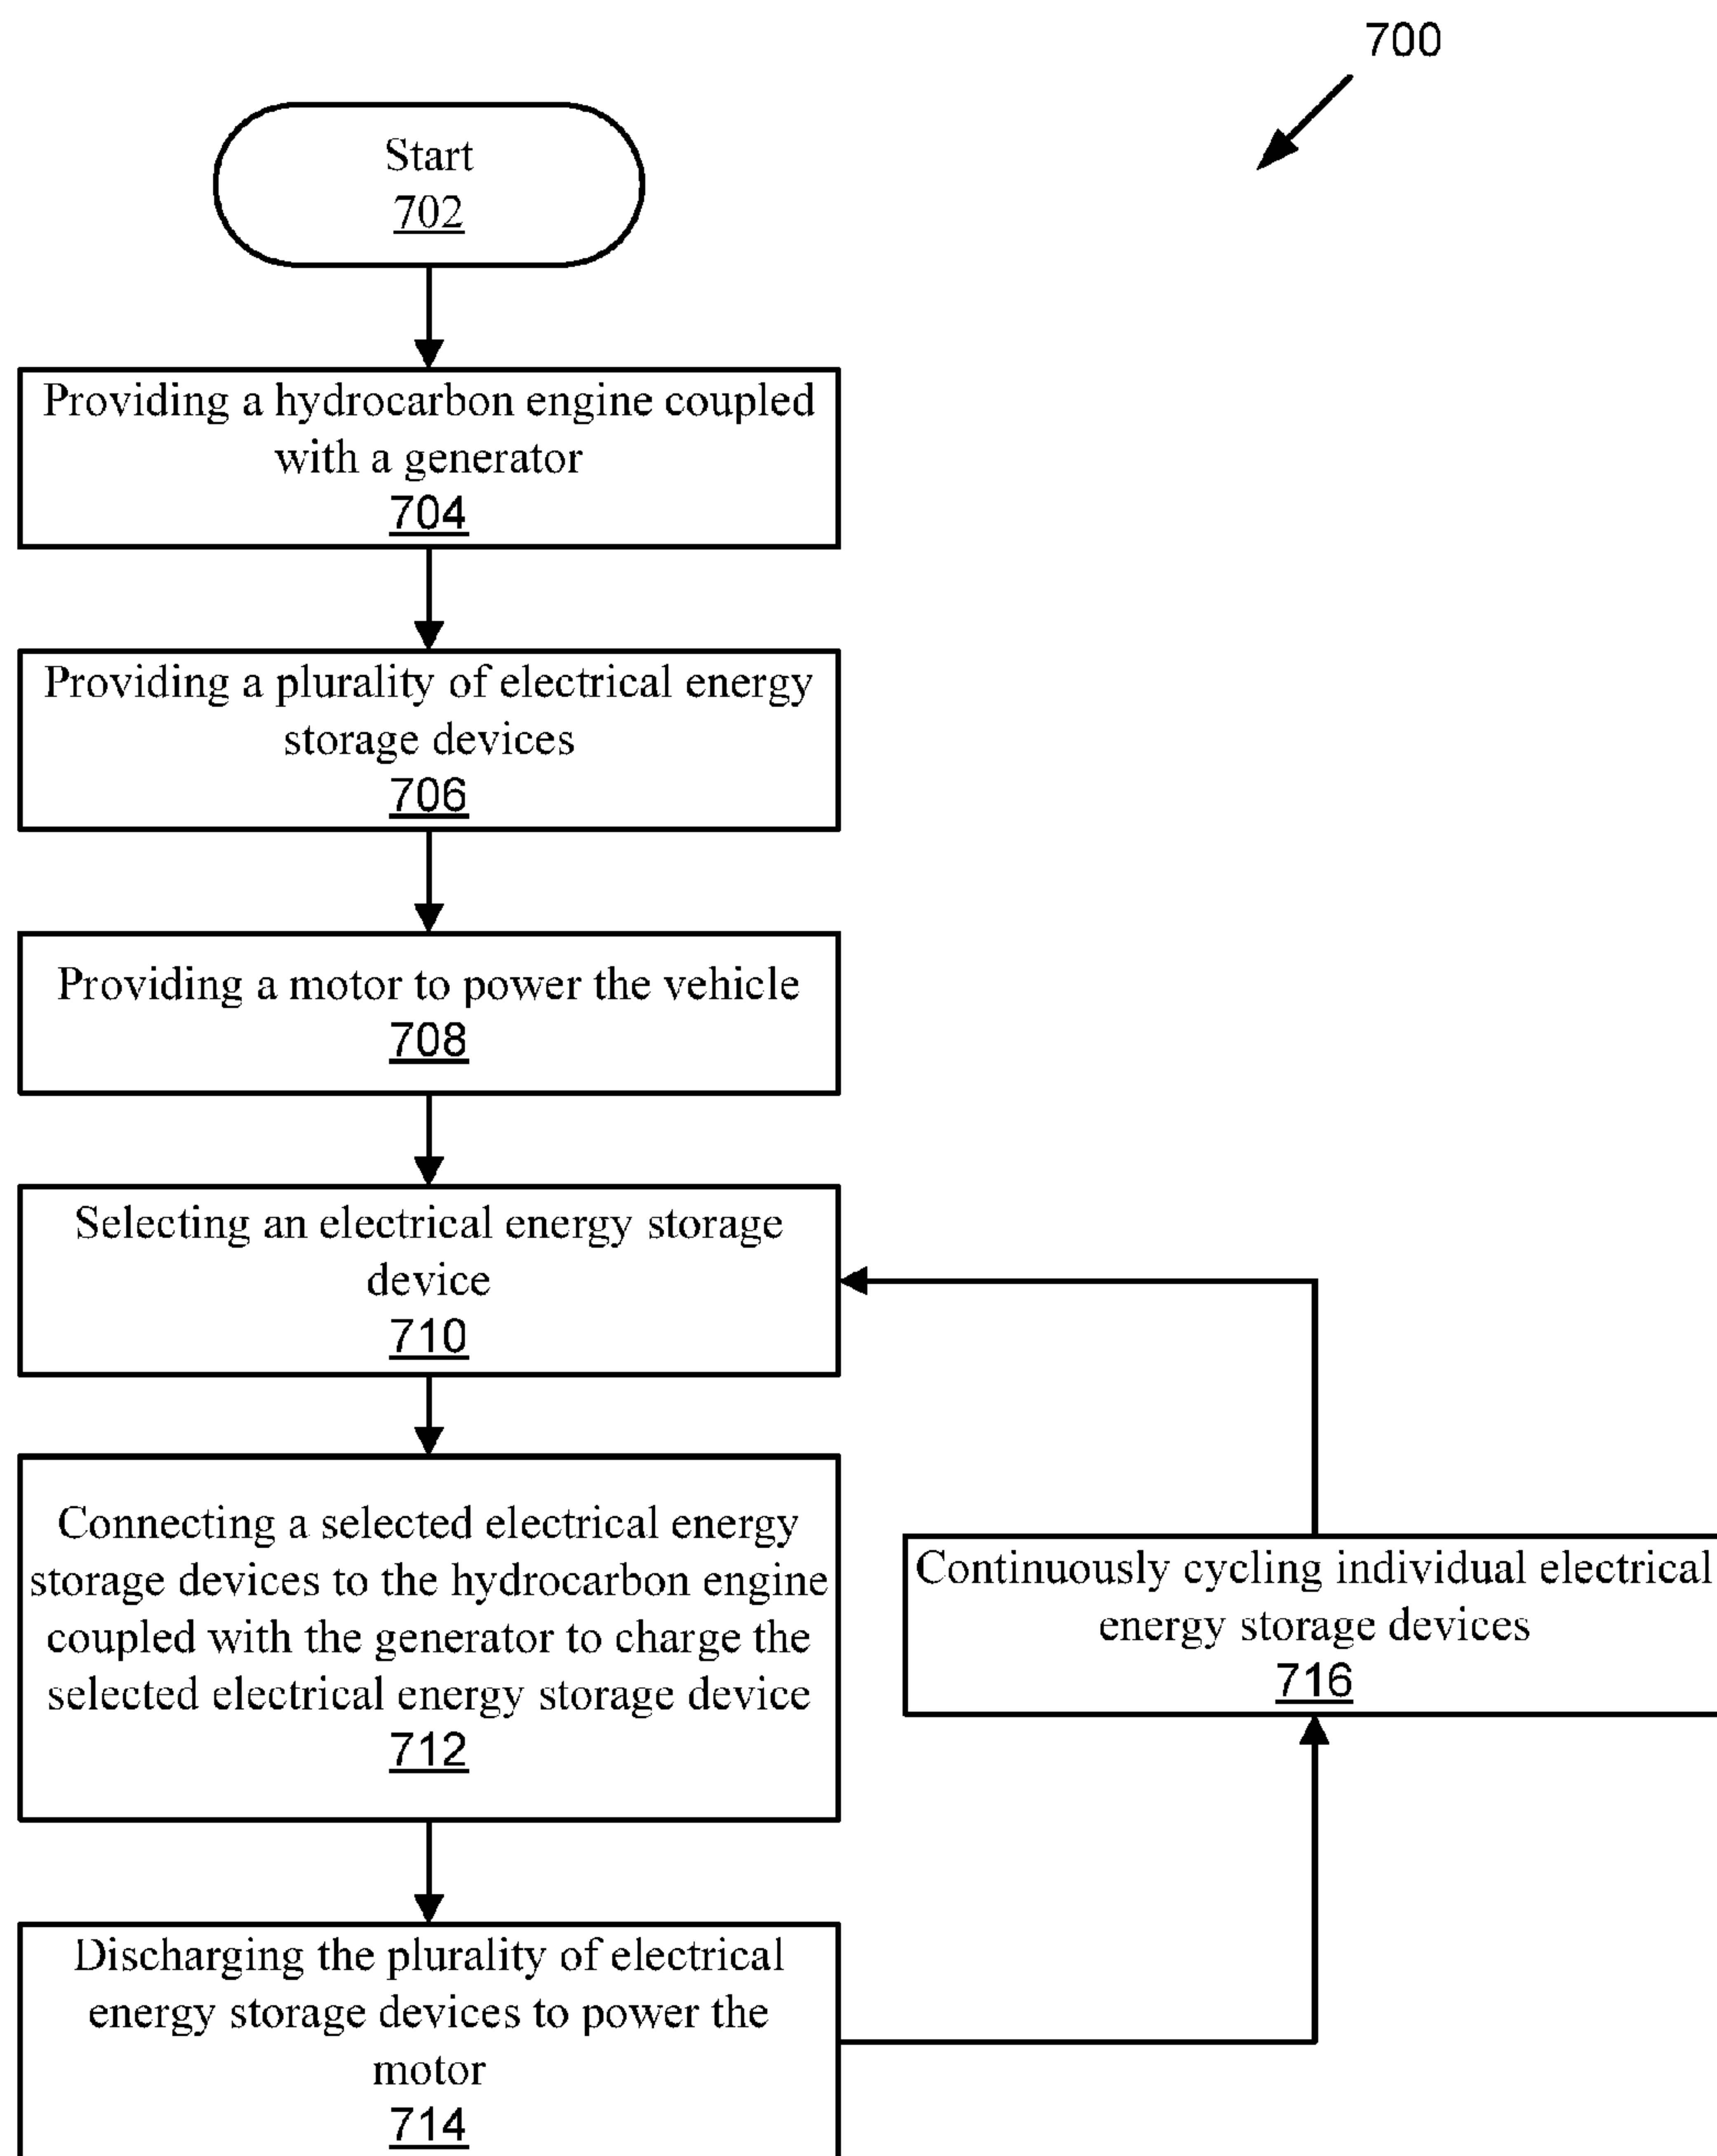 700
Start
702
Providing a hydrocarbon engine coupled
with a generator
704
Providing a plurality of electrical energy
storage devices
706
Providing a motor to power the vehicle
708
Selecting an electrical energy storage
device
710
Connecting a selected electrical energy
storage devices to the hydrocarbon engine
coupled with the generator to charge the
selected electrical energy storage device
712
Continuously cycling individual electrical
energy storage devices
716
Discharging the plurality of electrical
energy storage devices to power the
motor
714